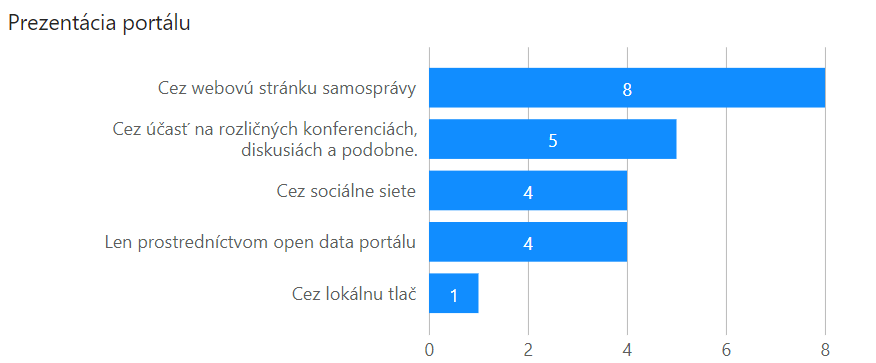 Prezentácia portálu
Cez webovú stránku samosprávy
8
Cez účasť na rozličných konferenciách,
diskusiách a podobne.
5
Cez sociálne siete
4
Len prostredníctvom open data portálu
4
Cez lokálnu tlač
1
0 2 4 6 8